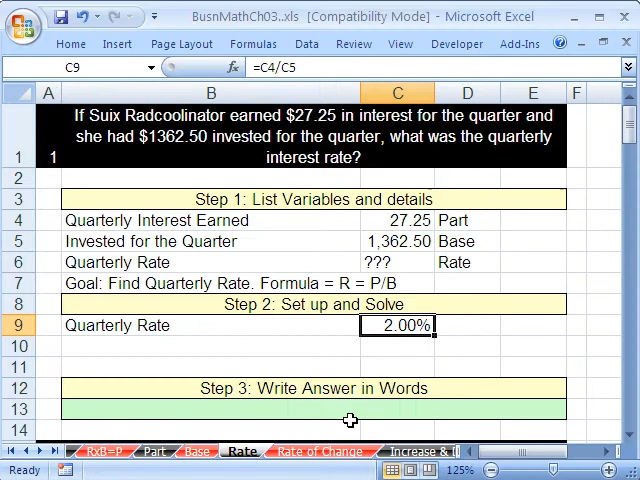 BusnMathCh03..xls [Compatibility Mode] - Microsoft Excel
Home Insert Page Layout Formulas Data Review View Developer Add-Ins
C9 fx =C4/C5
A B C D E F
If Suix Radcoolinator earned $27.25 in interest for the quarter and
she had $1362.50 invested for the quarter, what was the quarterly
1 1 interest rate?
2
3 Step 1: List Variables and details
4 Quarterly Interest Earned 27.25 Part
5 Invested for the Quarter 1,362.50 Base
6 Quarterly Rate ??? Rate
7 Goal: Find Quarterly Rate. Formula = R = P/B
8 Step 2: Set up and Solve
9 Quarterly Rate 2.00%
10
11
12 Step 3: Write Answer in Words
13
14
RxB=P Part Base Rate Rate of Change Increase &
Ready 125%